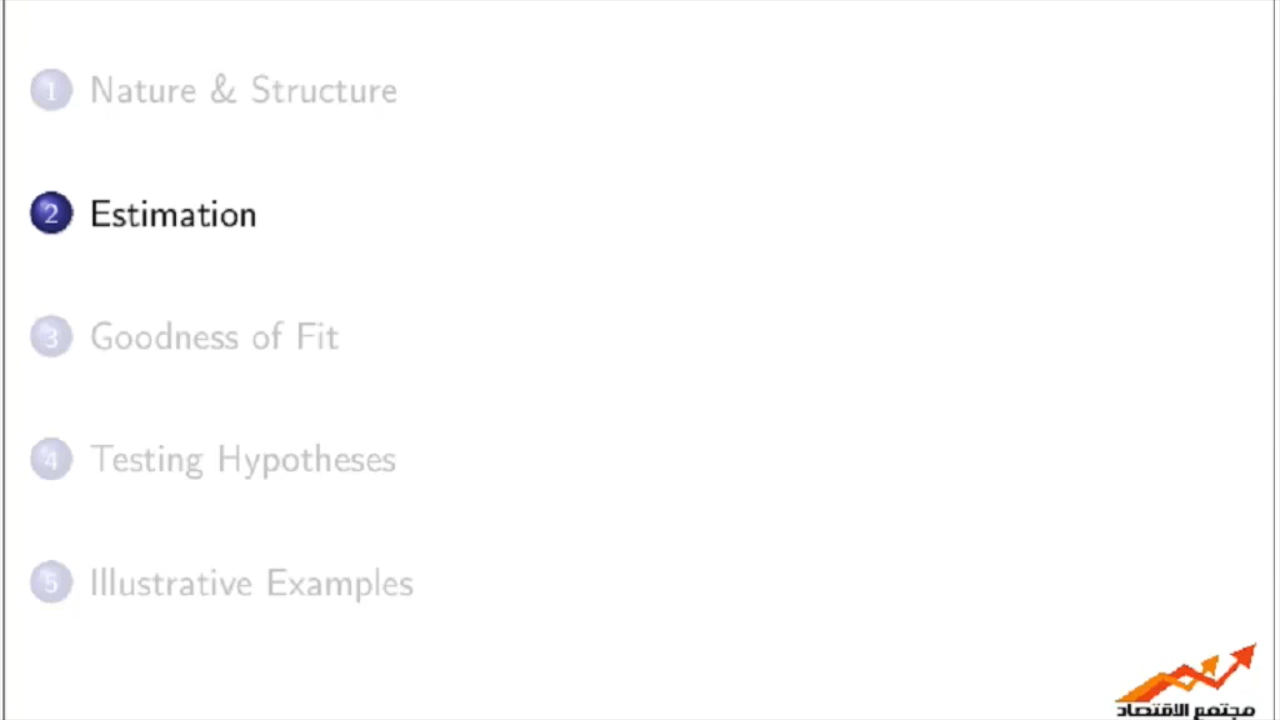 1 Nature & Structure
2 Estimation
3 Goodness of Fit
4 Testing Hypotheses
5 Illustrative Examples
مجتمع الاقتصاد